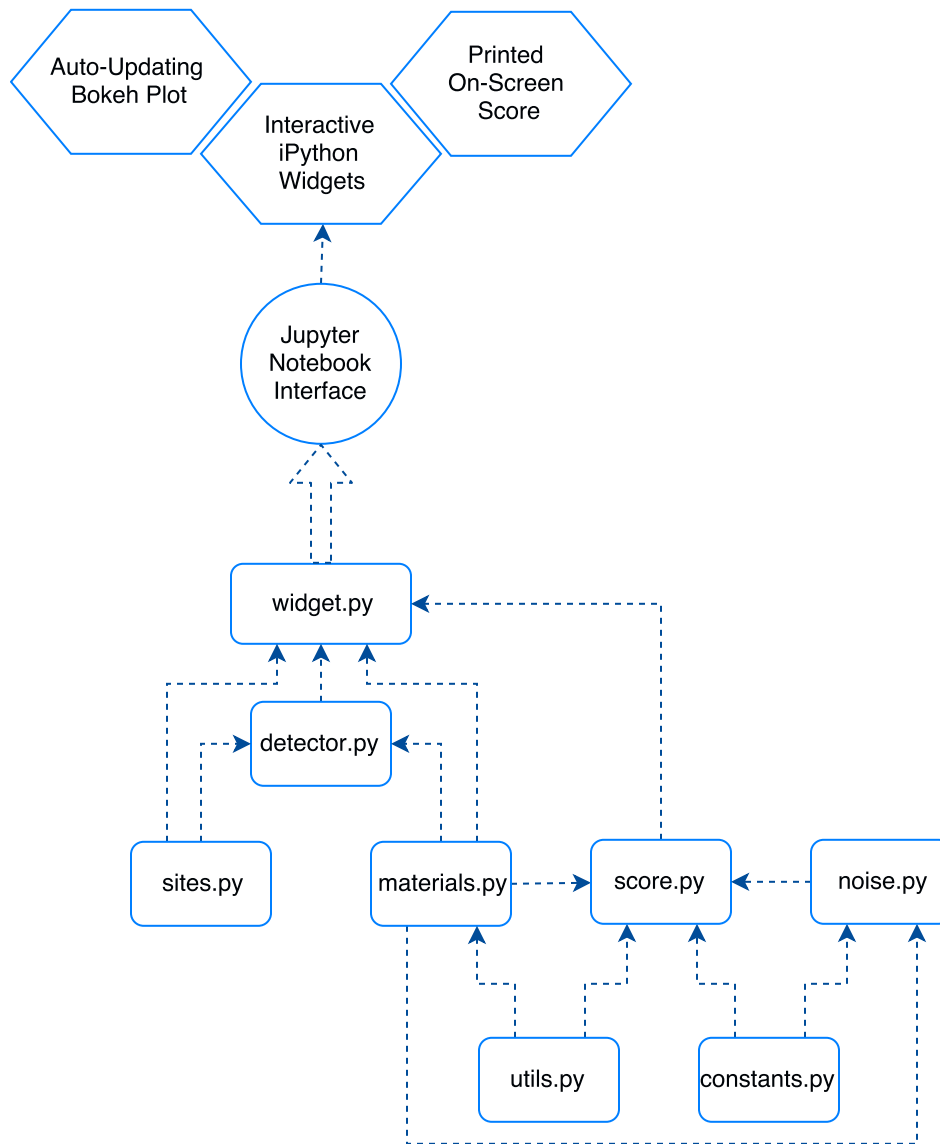 Auto-Updating
Bokeh Plot
Printed
On-Screen
Score
Interactive
iPython
Widgets
Jupyter
Notebook
Interface
widget.py
detector.py
sites.py
materials.py
score.py
noise.py
utils.py
constants.py